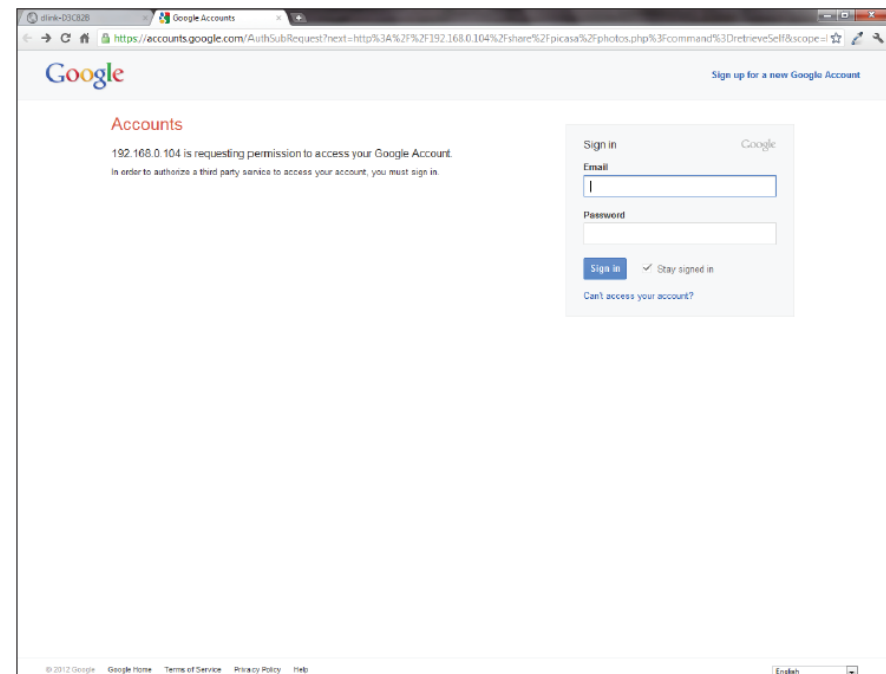 dlink-D3C82B
Google Accounts
https://accounts.google.com/AuthSubRequest?next=http%3A%2F%2F192.168.0.104%2Fshare%2Fpicasa%2Fphotos.php%3Fcommand%3DretrieveSelf&scope=
Google
Sign up for a new Google Account
Accounts
192.168.0.104 is requesting permission to access your Google Account.
In order to authorize a third party service to access your account, you must sign in.
Sign in
Google
Email
Password
Sign in
Stay signed in
Can't access your account?
© 2012 Google
Google Home
Terms of Service
Privacy Policy
Help
English